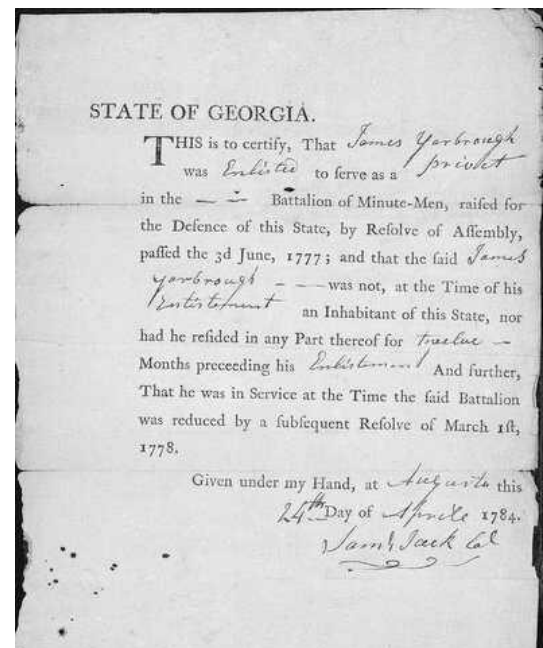 STATE OF GEORGIA.
THIS is to certify, That James Yarbrough
was Enlisted to ſerve as a privat
in the — — Battalion of Minute-Men, raiſed for
the Defence of this State, by Reſolve of Aſſembly,
paſſed the 3d June, 1777; and that the ſaid James
Yarbrough - — — was not, at the Time of his
Enlistement an Inhabitant of this State, nor
had he reſided in any Part thereof for twelve —
Months preceeding his Enlistment And further,
That he was in Service at the Time the ſaid Battalion
was reduced by a ſubſequent Reſolve of March 1ſt,
1778.
Given under my Hand, at Augusta this
24th Day of Aprile 1784.
Saml Jack Col